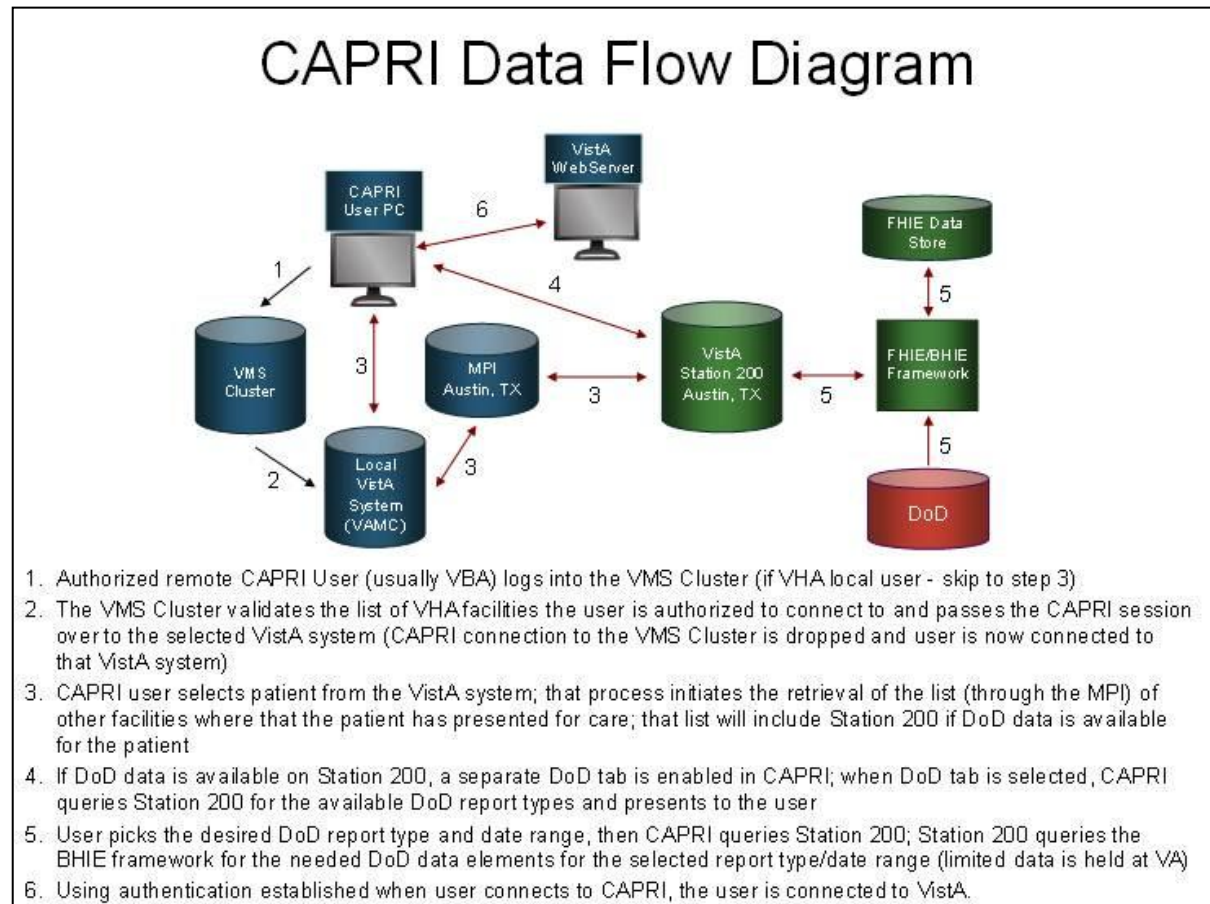 CAPRI Data Flow Diagram
VistA
WebServer
CAPRI
User PC
6
FHIE Data
Store
1
4
5
VMS
Cluster
3
MPI
Austin, TX
3
VistA
Station 200
Austin, TX
5
FHIE/BHIE
Framework
2
Local
VistA
System
(VAMC)
3
5
DoD
1. Authorized remote CAPRI User (usually VBA) logs into the VMS Cluster (if VHA local user - skip to step 3)
2. The VMS Cluster validates the list of VHA facilities the user is authorized to connect to and passes the CAPRI session
over to the selected VistA system (CAPRI connection to the VMS Cluster is dropped and user is now connected to
that VistA system)
3. CAPRI user selects patient from the VistA system; that process initiates the retrieval of the list (through the MPI) of
other facilities where that the patient has presented for care; that list will include Station 200 if DoD data is available
for the patient
4. If DoD data is available on Station 200, a separate DoD tab is enabled in CAPRI; when DoD tab is selected, CAPRI
queries Station 200 for the available DoD report types and presents to the user
5. User picks the desired DoD report type and date range, then CAPRI queries Station 200; Station 200 queries the
BHIE framework for the needed DoD data elements for the selected report type/date range (limited data is held at VA)
6. Using authentication established when user connects to CAPRI, the user is connected to VistA.